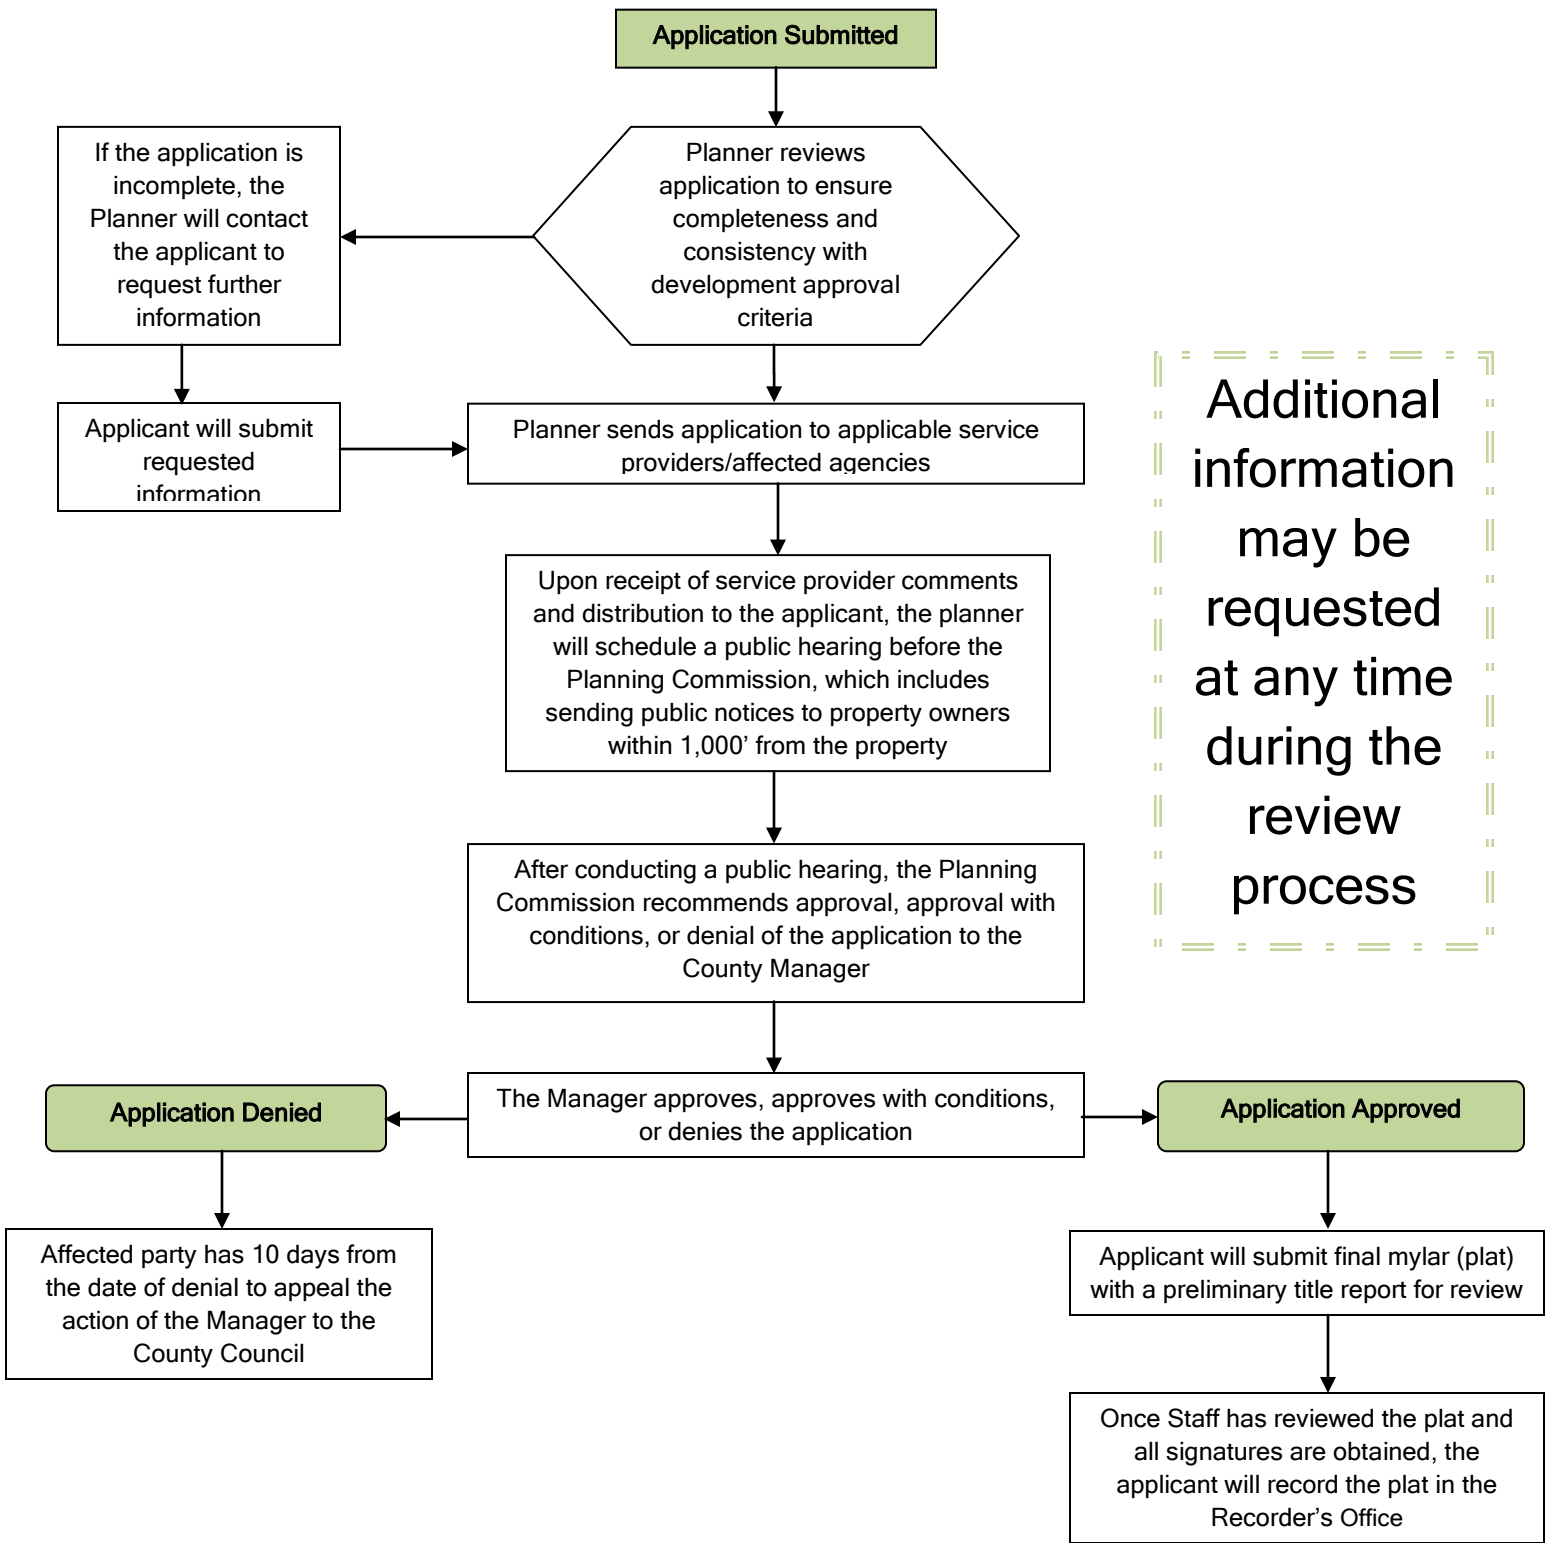 Application Submitted
If the application is
incomplete, the
Planner will contact
the applicant to
request further
information
Planner reviews
application to ensure
completeness and
consistency with
development approval
criteria
Applicant will submit
requested
information
Planner sends application to applicable service
providers/affected agencies
Additional
information
may be
requested
at any time
during the
review
process
Upon receipt of service provider comments
and distribution to the applicant, the planner
will schedule a public hearing before the
Planning Commission, which includes
sending public notices to property owners
within 1,000’ from the property
After conducting a public hearing, the Planning
Commission recommends approval, approval with
conditions, or denial of the application to the
County Manager
Application Denied
The Manager approves, approves with conditions,
or denies the application
Application Approved
Affected party has 10 days from
the date of denial to appeal the
action of the Manager to the
County Council
Applicant will submit final mylar (plat)
with a preliminary title report for review
Once Staff has reviewed the plat and
all signatures are obtained, the
applicant will record the plat in the
Recorder’s Office